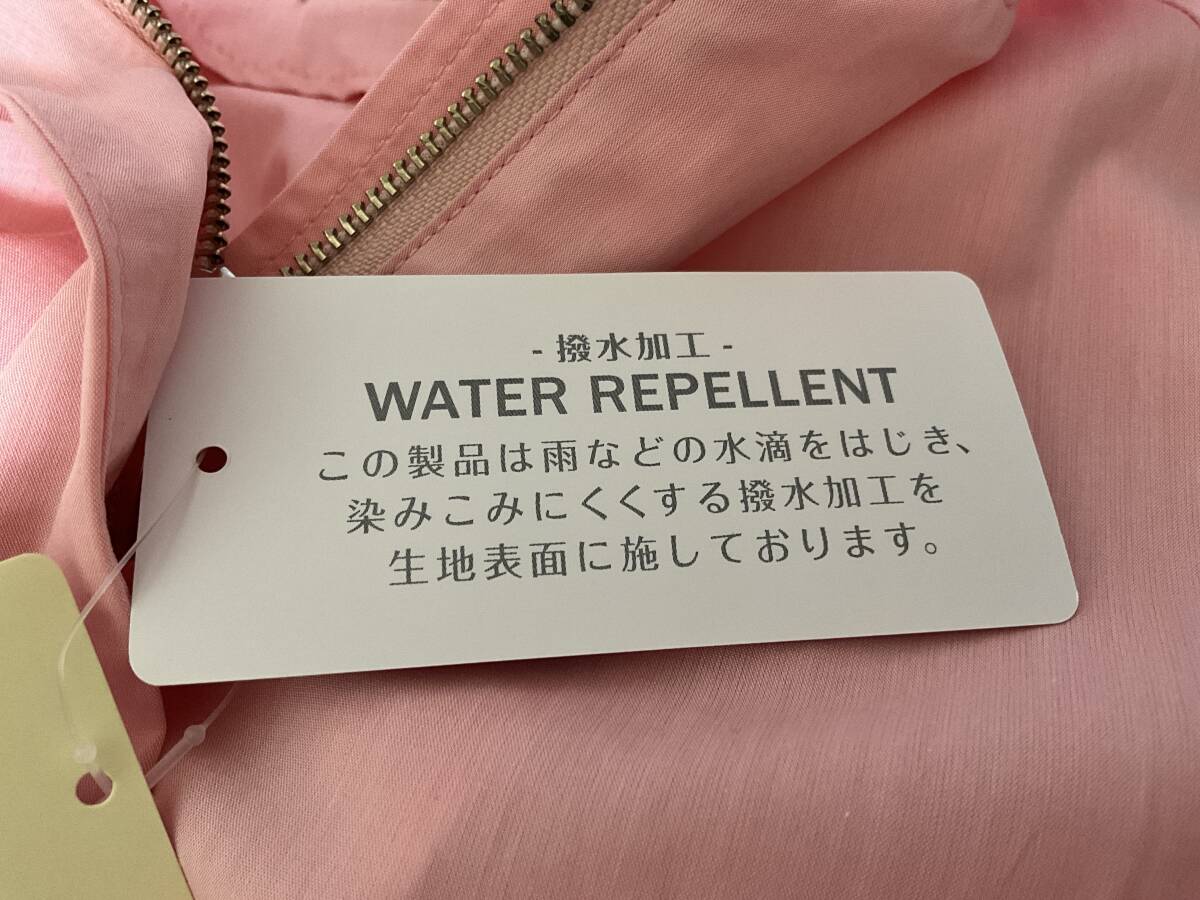 - 撥水加工 -
WATER REPELLENT
この製品は雨などの水滴をはじき、
染みこみにくくする撥水加工を
生地表面に施しております。